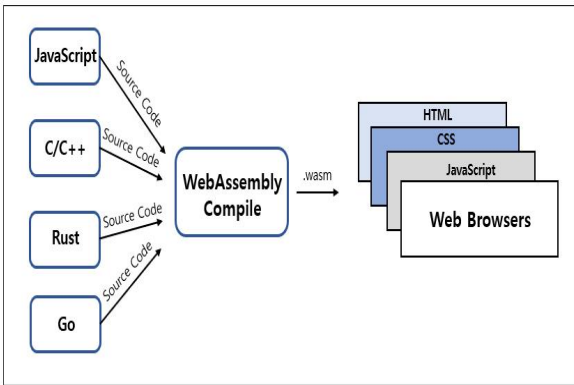 JavaScript
Source Code
C/C++
Source Code
Rust
Source Code
Go
Source Code
WebAssembly
Compile
.wasm
HTML
CSS
JavaScript
Web Browsers